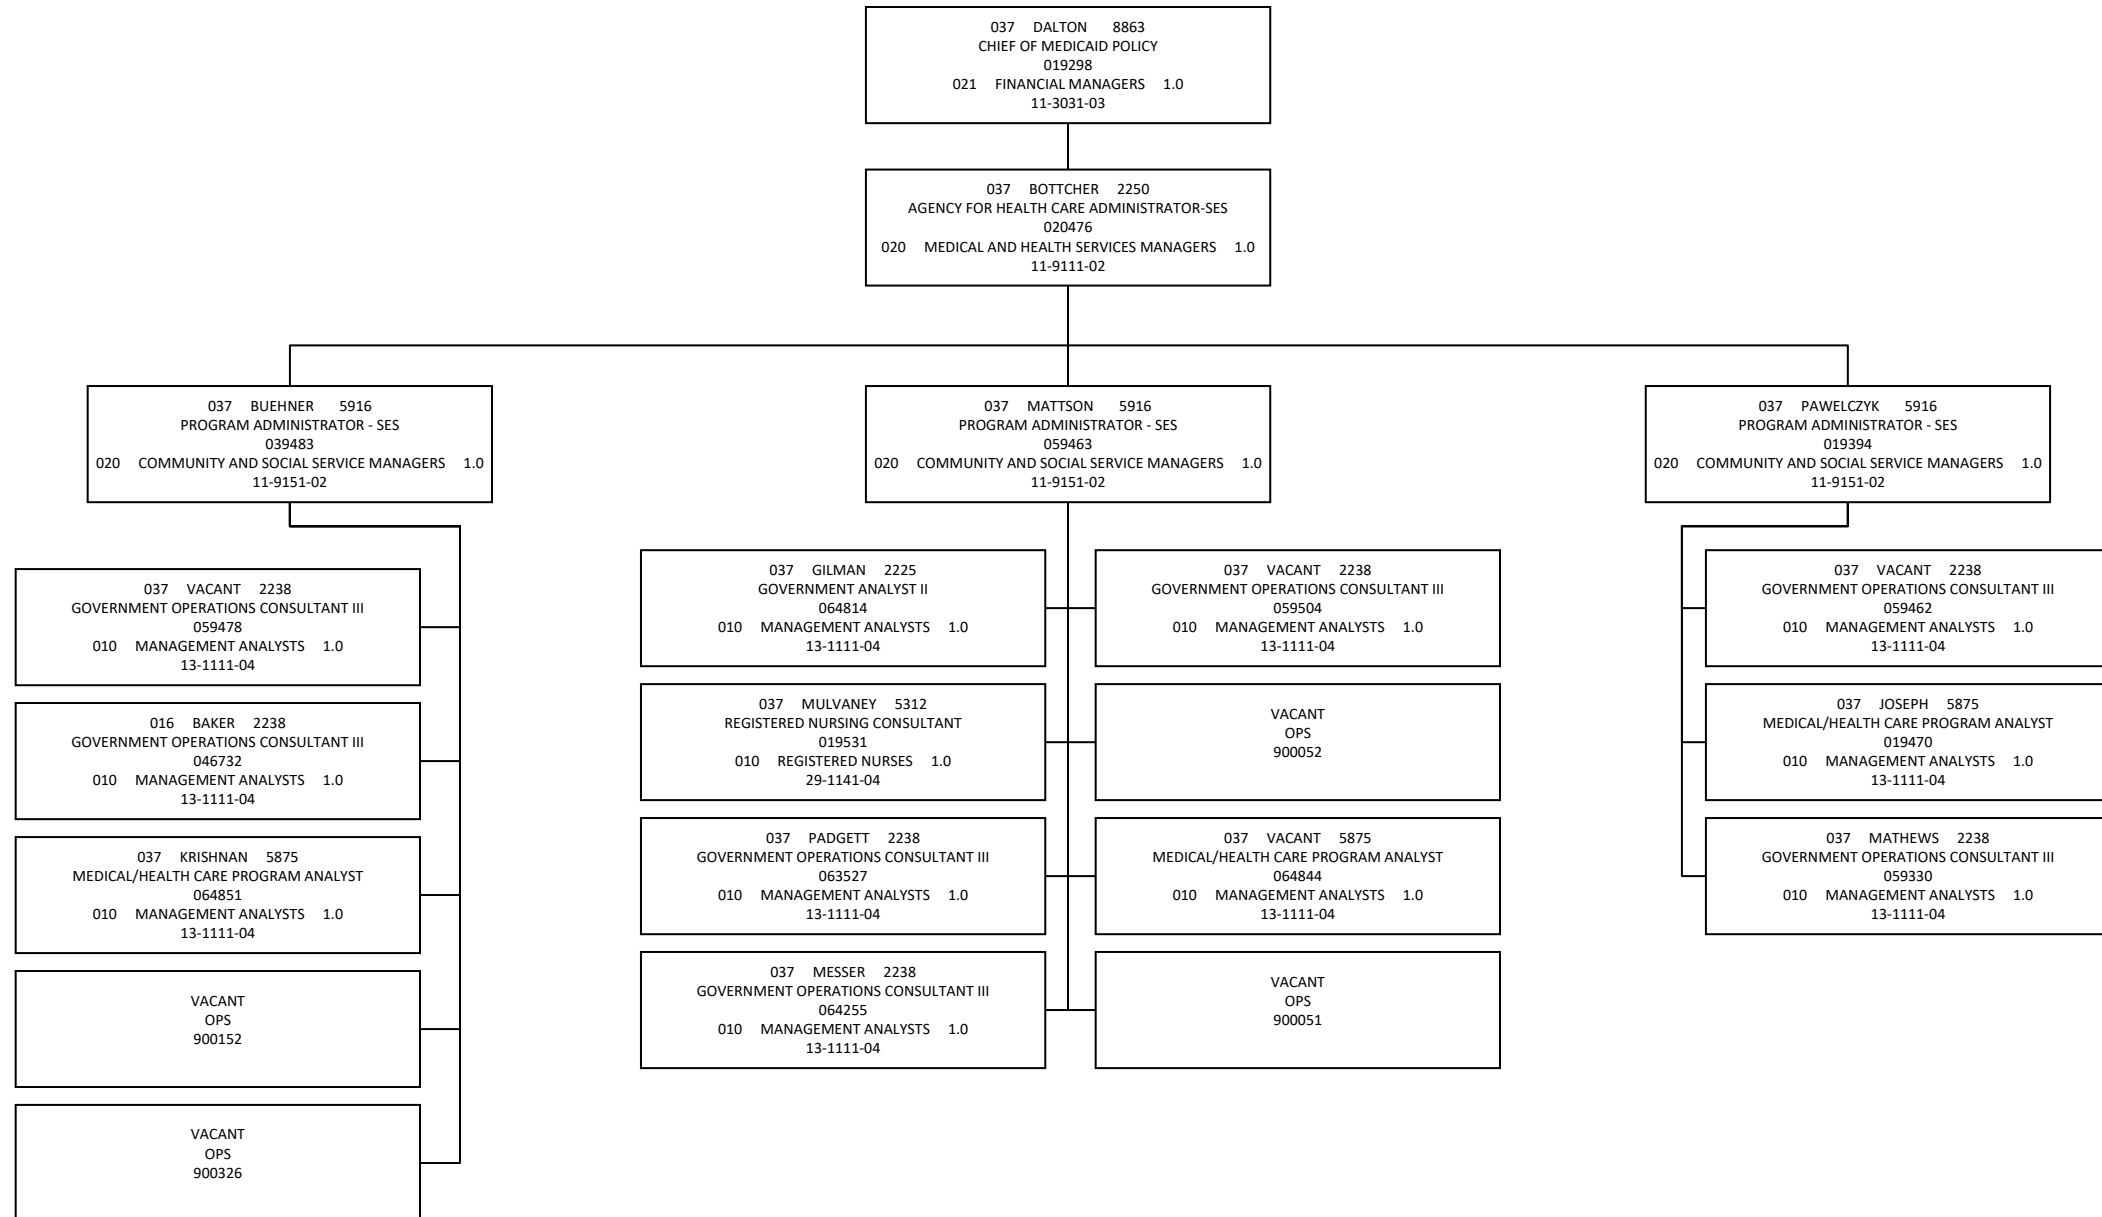 037 DALTON 8863
CHIEF OF MEDICAID POLICY
019298
021 FINANCIAL MANAGERS 1.0
11-3031-03
037 BOTTCHER 2250
AGENCY FOR HEALTH CARE ADMINISTRATOR-SES
020476
020 MEDICAL AND HEALTH SERVICES MANAGERS 1.0
11-9111-02
037 BUEHNER 5916
PROGRAM ADMINISTRATOR - SES
039483
020 COMMUNITY AND SOCIAL SERVICE MANAGERS 1.0
11-9151-02
037 MATTSON 5916
PROGRAM ADMINISTRATOR - SES
059463
020 COMMUNITY AND SOCIAL SERVICE MANAGERS 1.0
11-9151-02
037 PAWELCZYK 5916
PROGRAM ADMINISTRATOR - SES
019394
020 COMMUNITY AND SOCIAL SERVICE MANAGERS 1.0
11-9151-02
037 VACANT 2238
GOVERNMENT OPERATIONS CONSULTANT III
059478
010 MANAGEMENT ANALYSTS 1.0
13-1111-04
016 BAKER 2238
GOVERNMENT OPERATIONS CONSULTANT III
046732
010 MANAGEMENT ANALYSTS 1.0
13-1111-04
037 KRISHNAN 5875
MEDICAL/HEALTH CARE PROGRAM ANALYST
064851
010 MANAGEMENT ANALYSTS 1.0
13-1111-04
VACANT
OPS
900152
VACANT
OPS
900326
037 GILMAN 2225
GOVERNMENT ANALYST II
064814
010 MANAGEMENT ANALYSTS 1.0
13-1111-04
037 VACANT 2238
GOVERNMENT OPERATIONS CONSULTANT III
059504
010 MANAGEMENT ANALYSTS 1.0
13-1111-04
037 MULVANEY 5312
REGISTERED NURSING CONSULTANT
019531
010 REGISTERED NURSES 1.0
29-1141-04
VACANT
OPS
900052
037 PADGETT 2238
GOVERNMENT OPERATIONS CONSULTANT III
063527
010 MANAGEMENT ANALYSTS 1.0
13-1111-04
037 VACANT 5875
MEDICAL/HEALTH CARE PROGRAM ANALYST
064844
010 MANAGEMENT ANALYSTS 1.0
13-1111-04
037 MESSER 2238
GOVERNMENT OPERATIONS CONSULTANT III
064255
010 MANAGEMENT ANALYSTS 1.0
13-1111-04
VACANT
OPS
900051
037 VACANT 2238
GOVERNMENT OPERATIONS CONSULTANT III
059462
010 MANAGEMENT ANALYSTS 1.0
13-1111-04
037 JOSEPH 5875
MEDICAL/HEALTH CARE PROGRAM ANALYST
019470
010 MANAGEMENT ANALYSTS 1.0
13-1111-04
037 MATHEWS 2238
GOVERNMENT OPERATIONS CONSULTANT III
059330
010 MANAGEMENT ANALYSTS 1.0
13-1111-04